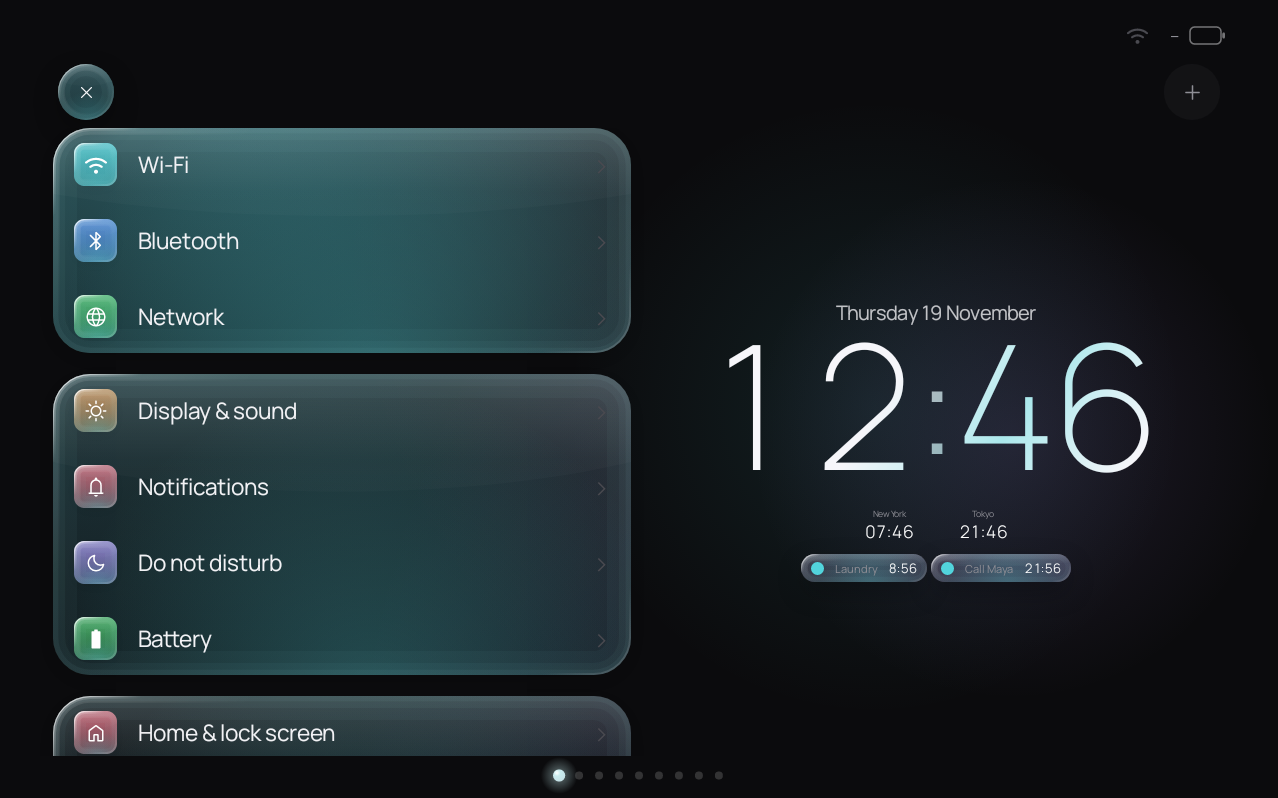 Wi-Fi
Bluetooth
Network
Display & sound
Notifications
Do not disturb
Battery
Home & lock screen
Thursday 19 November
12:46
New York Tokyo
07:46 21:46
Laundry 8:56 Call Maya 21:56